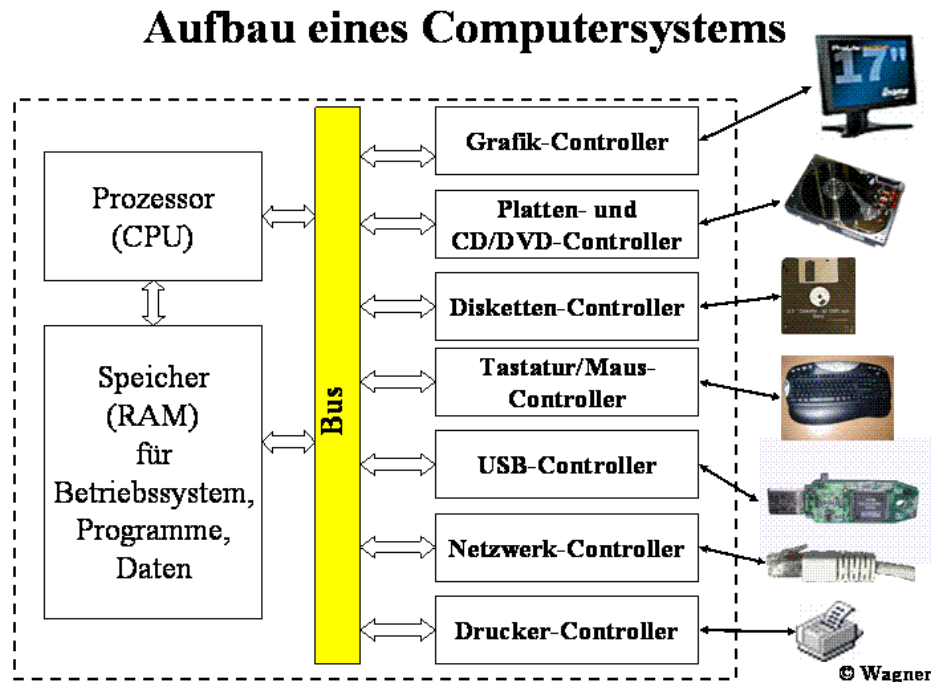 Aufbau eines Computersystems
17"
Prozessor
(CPU)
Speicher
(RAM)
für
Betriebssystem,
Programme,
Daten
Bus
Grafik-Controller
Platten- und
CD/DVD-Controller
Disketten-Controller
Tastatur/Maus-
Controller
USB-Controller
Netzwerk-Controller
Drucker-Controller
© Wagner